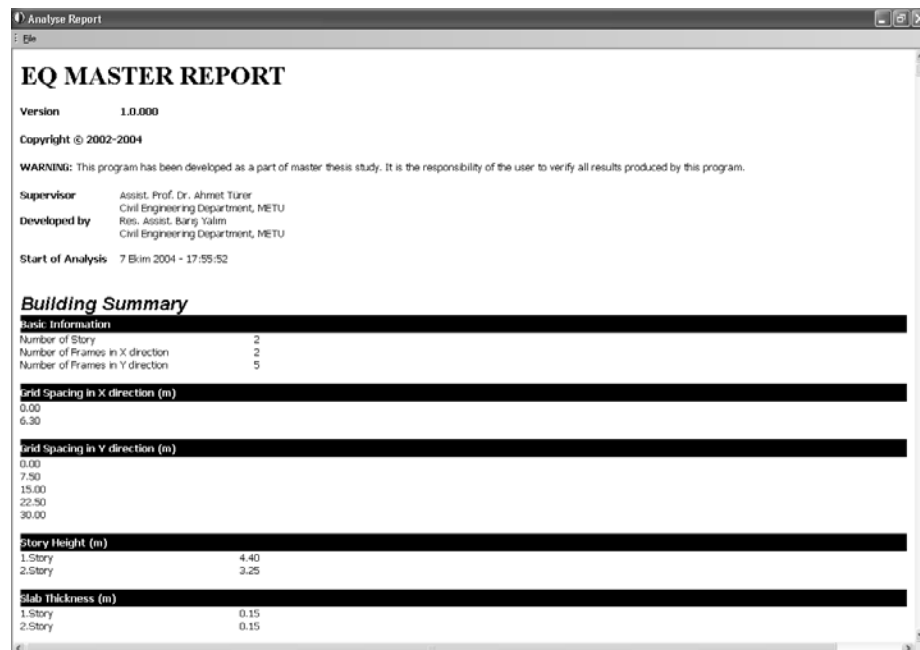 Analyse Report
File
EQ MASTER REPORT
Version 1.0.000
Copyright © 2002-2004
WARNING: This program has been developed as a part of master thesis study. It is the responsibility of the user to verify all results produced by this program.
Supervisor Assist. Prof. Dr. Ahmet Türer
Civil Engineering Department, METU
Developed by Res. Assist. Barış Yalım
Civil Engineering Department, METU
Start of Analysis 7 Ekim 2004 - 17:55:52
Building Summary
Basic Information
Number of Story 2
Number of Frames in X direction 2
Number of Frames in Y direction 5
Grid Spacing in X direction (m)
0.00
6.30
Grid Spacing in Y direction (m)
0.00
7.50
15.00
22.50
30.00
Story Height (m)
1.Story 4.40
2.Story 3.25
Slab Thickness (m)
1.Story 0.15
2.Story 0.15